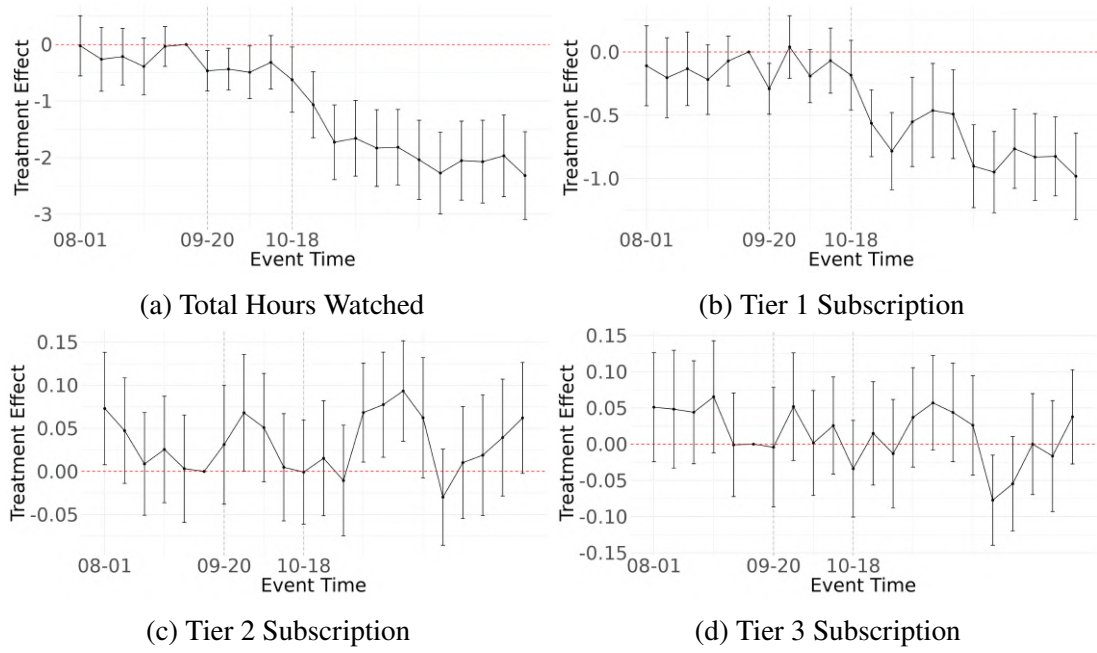 Treatment Effect
0
-1
-2
-3
08-01 09-20 10-18
Event Time
(a) Total Hours Watched
Treatment Effect
0.0
-0.5
-1.0
08-01 09-20 10-18
Event Time
(b) Tier 1 Subscription
Treatment Effect
0.15
0.10
0.05
0.00
-0.05
08-01 09-20 10-18
Event Time
(c) Tier 2 Subscription
Treatment Effect
0.15
0.10
0.05
0.00
-0.05
-0.10
-0.15
08-01 09-20 10-18
Event Time
(d) Tier 3 Subscription